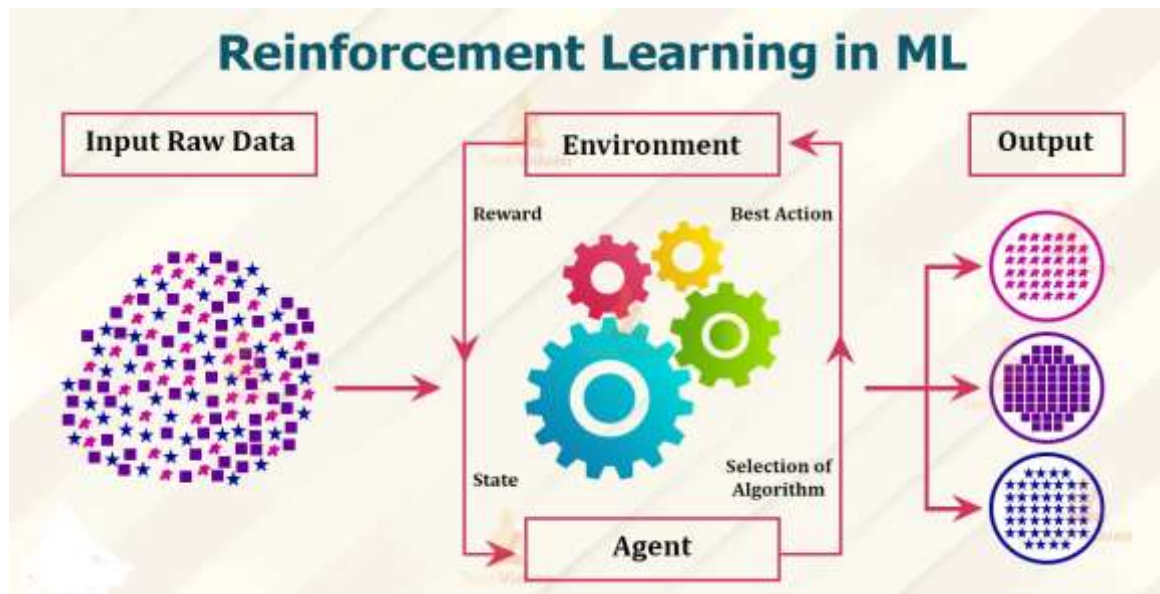 Reinforcement Learning in ML
Input Raw Data
Environment
Output
Reward
Best Action
State
Selection of
Algorithm
Agent